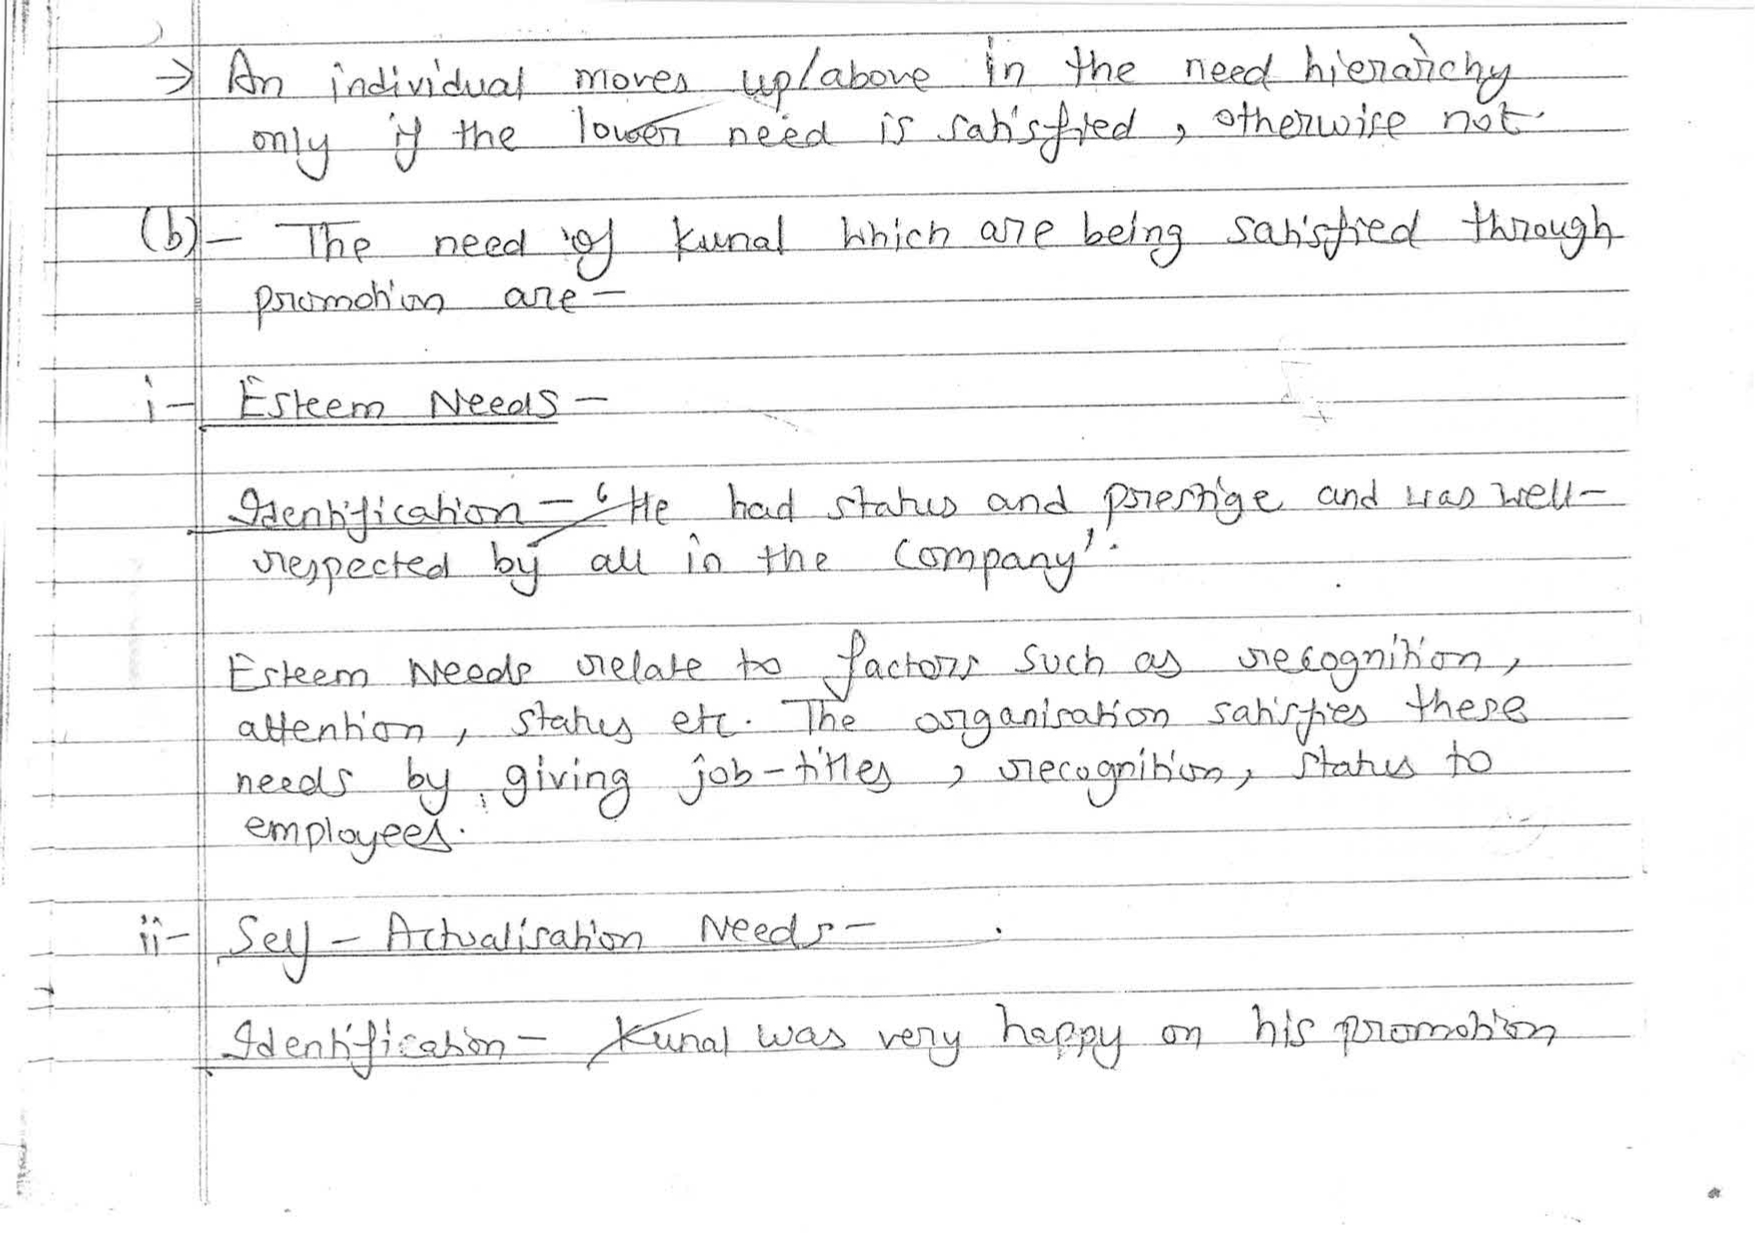 → An individual moves up/above in the need hierarchy
only if the lower need is satisfied, otherwise not.
(b) - The need of Kunal which are being satisfied through
promotion are -
i- Esteem Needs -
Identification - 'He had status and prestige and was well-
respected by all in the company'.
Esteem Needs relate to factors such as recognition,
attention, status etc. The organisation satisfies these
needs by giving job-titles, recognition, status to
employees.
ii- Self-Actualisation Needs -
Identification - Kunal was very happy on his promotion